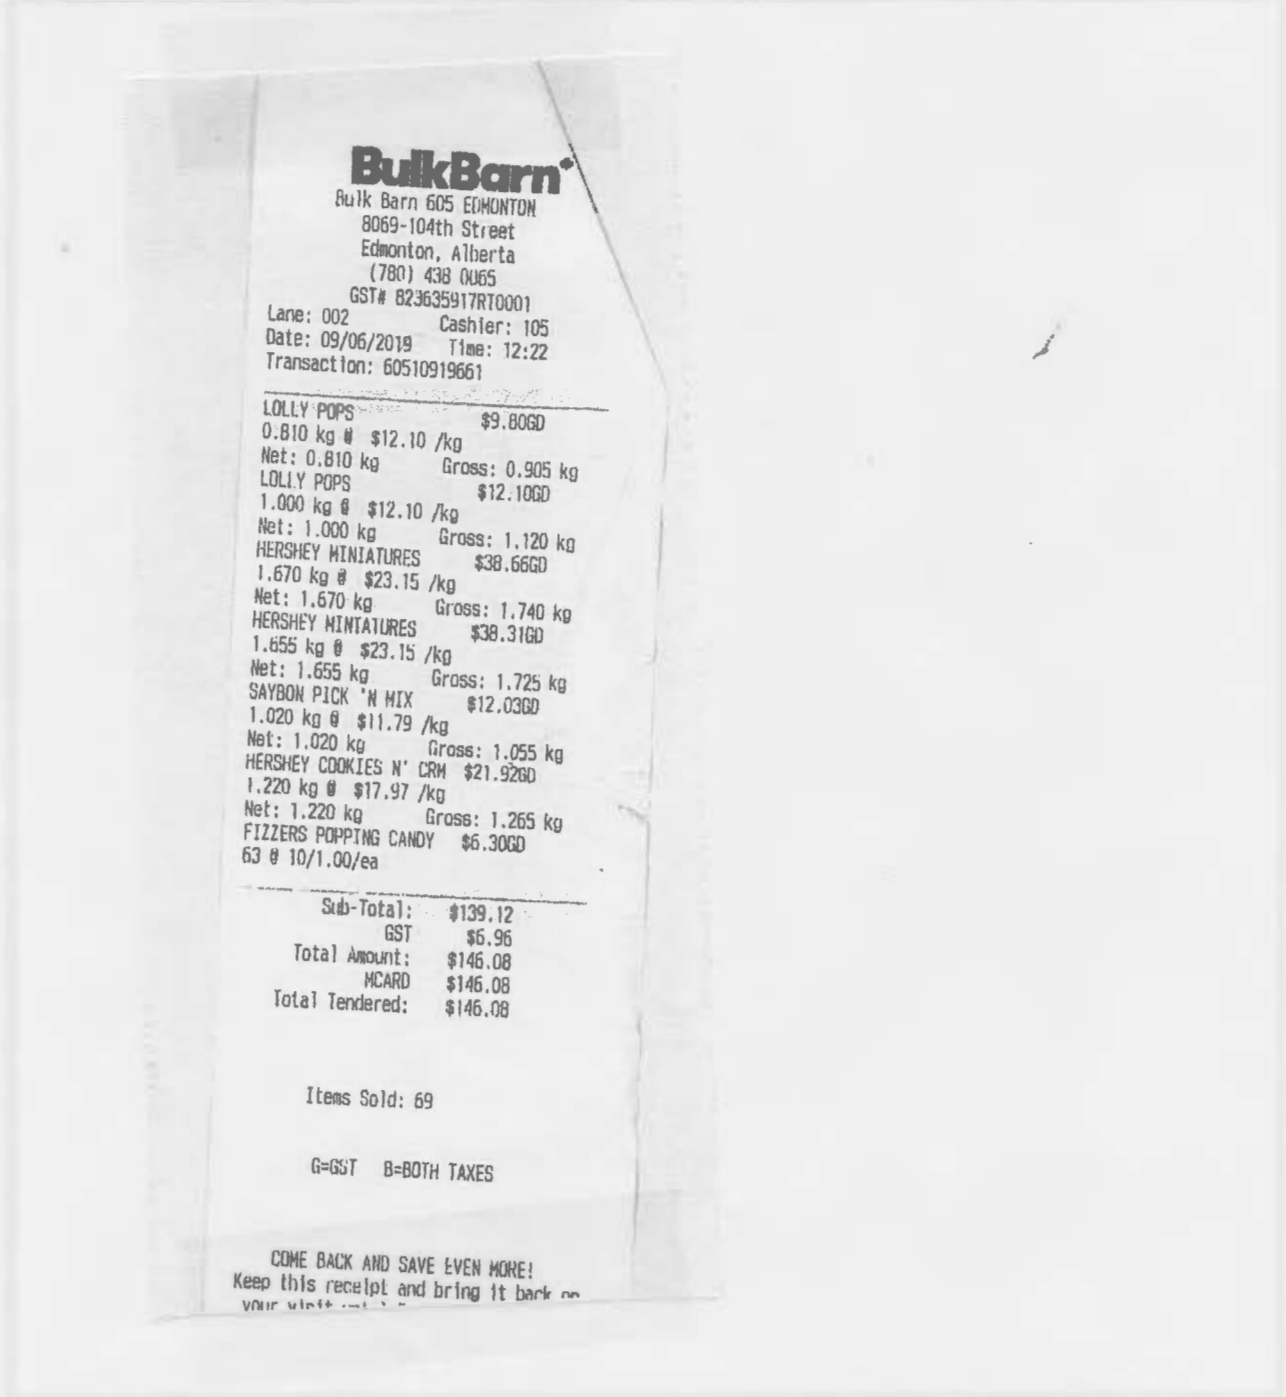 BulkBarn
Bulk Barn 605 EDMONTON
8069-104th Street
Edmonton, Alberta
(780) 438 0065
GST# 823635917RT0001
Lane: 002 Cashier: 105
Date: 09/06/2019 Time: 12:22
Transaction: 60510919661
LOLLY POPS $9.80GD
0.810 kg @ $12.10 /kg
Net: 0.810 kg Gross: 0.905 kg
LOLLY POPS $12.10GD
1.000 kg @ $12.10 /kg
Net: 1.000 kg Gross: 1.120 kg
HERSHEY MINIATURES $38.66GD
1.670 kg @ $23.15 /kg
Net: 1.670 kg Gross: 1.740 kg
HERSHEY MINIATURES $38.31GD
1.655 kg @ $23.15 /kg
Net: 1.655 kg Gross: 1.725 kg
SAYBON PICK 'N MIX $12.03GD
1.020 kg @ $11.79 /kg
Net: 1.020 kg Gross: 1.055 kg
HERSHEY COOKIES N' CRM $21.92GD
1.220 kg @ $17.97 /kg
Net: 1.220 kg Gross: 1.265 kg
FIZZERS POPPING CANDY $6.30GD
63 @ 10/1.00/ea
Sub-Total: $139.12
GST $6.96
Total Amount: $146.08
MCARD $146.08
Total Tendered: $146.08
Items Sold: 69
G=GST B=BOTH TAXES
COME BACK AND SAVE EVEN MORE!
Keep this receipt and bring it back on
your visit